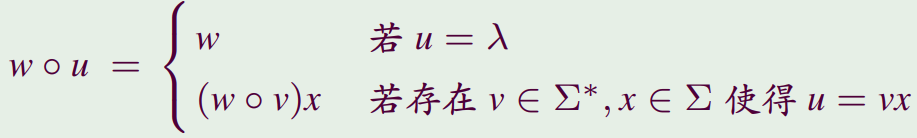 w ∘ u = { w 若 u = λ
(w ∘ v)x 若存在 v ∈ Σ*, x ∈ Σ 使得 u = vx